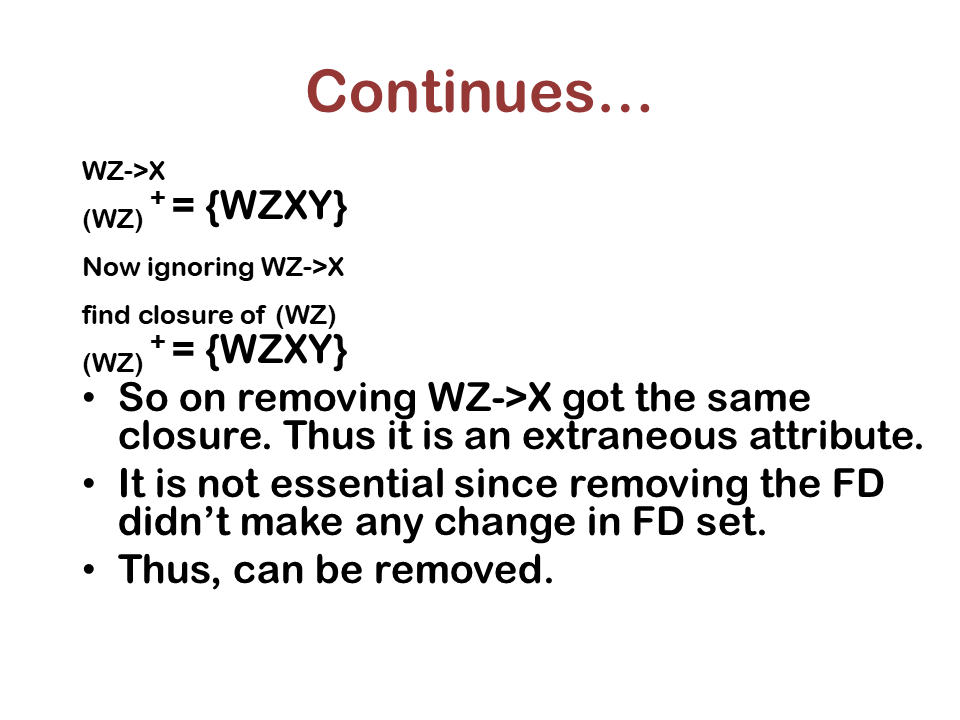 Continues…
WZ->X
(WZ) + = {WZXY}
Now ignoring WZ->X
find closure of (WZ)
(WZ) + = {WZXY}
• So on removing WZ->X got the same
closure. Thus it is an extraneous attribute.
• It is not essential since removing the FD
didn’t make any change in FD set.
• Thus, can be removed.